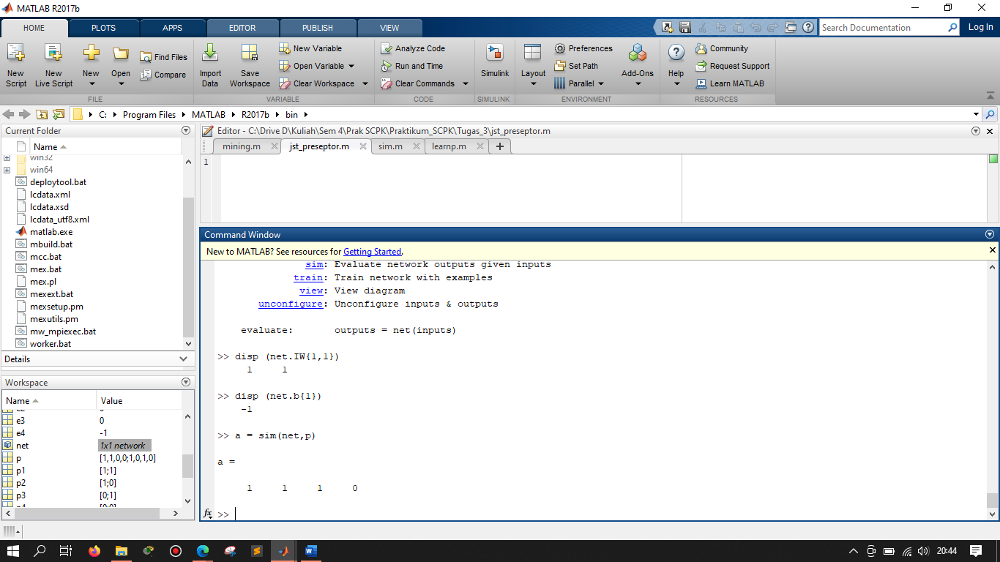 MATLAB R2017b
HOME PLOTS APPS EDITOR PUBLISH VIEW
Search Documentation
Log In
New Script
New Live Script
New
Open
Find Files
Compare
FILE
Import Data
Save Workspace
New Variable
Open Variable
Clear Workspace
VARIABLE
Analyze Code
Run and Time
Clear Commands
CODE
Simulink
SIMULINK
Layout
Preferences
Set Path
Parallel
Add-Ons
ENVIRONMENT
Help
Community
Request Support
Learn MATLAB
RESOURCES
C: Program Files MATLAB R2017b bin
Current Folder
Name
win32
win64
deploytool.bat
lcdata.xml
lcdata.xsd
lcdata_utf8.xml
matlab.exe
mbuild.bat
mcc.bat
mex.bat
mex.pl
mexext.bat
mexsetup.pm
mexutils.pm
mw_mpiexec.bat
worker.bat
Details
Workspace
Name Value
e3 0
e4 -1
net 1x1 network
p [1,1,0,0;1,0,1,0]
p1 [1;1]
p2 [1;0]
p3 [0;1]
Editor - C:\Drive D\Kuliah\Sem 4\Prak SCPK\Praktikum_SCPK\Tugas_3\jst_preseptor.m
mining.m jst_preseptor.m sim.m learnp.m
1
Command Window
New to MATLAB? See resources for Getting Started.
sim: Evaluate network outputs given inputs
train: Train network with examples
view: View diagram
unconfigure: Unconfigure inputs & outputs
evaluate: outputs = net(inputs)
>> disp (net.IW{1,1})
1 1
>> disp (net.b{1})
-1
>> a = sim(net,p)
a =
1 1 1 0
fx >>
20:44